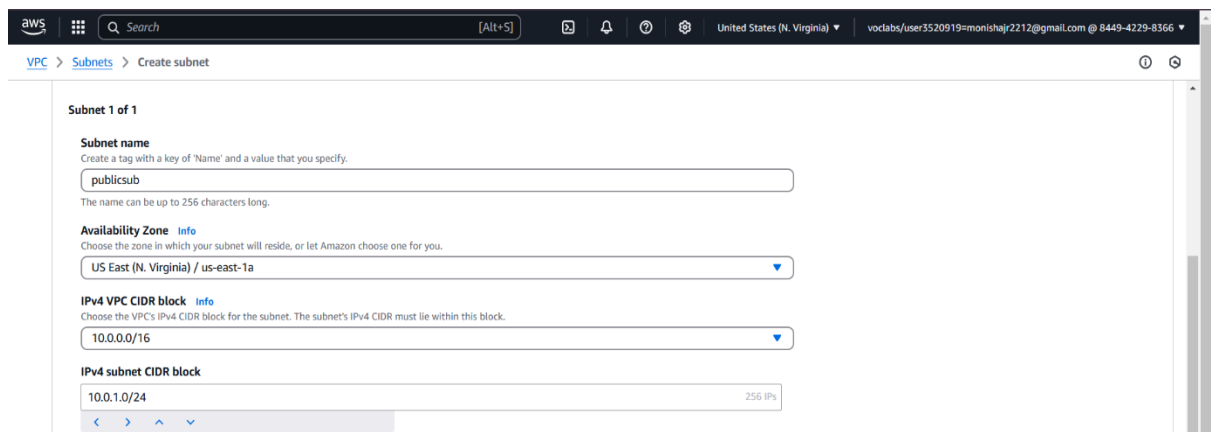 aws
Search [Alt+S] United States (N. Virginia) ▼ voclabs/user3520919=monishajr2212@gmail.com @ 8449-4229-8366 ▼
VPC > Subnets > Create subnet
Subnet 1 of 1
Subnet name
Create a tag with a key of 'Name' and a value that you specify.
publicsub
The name can be up to 256 characters long.
Availability Zone Info
Choose the zone in which your subnet will reside, or let Amazon choose one for you.
US East (N. Virginia) / us-east-1a
IPv4 VPC CIDR block Info
Choose the VPC's IPv4 CIDR block for the subnet. The subnet's IPv4 CIDR must lie within this block.
10.0.0.0/16
IPv4 subnet CIDR block
10.0.1.0/24 256 IPs